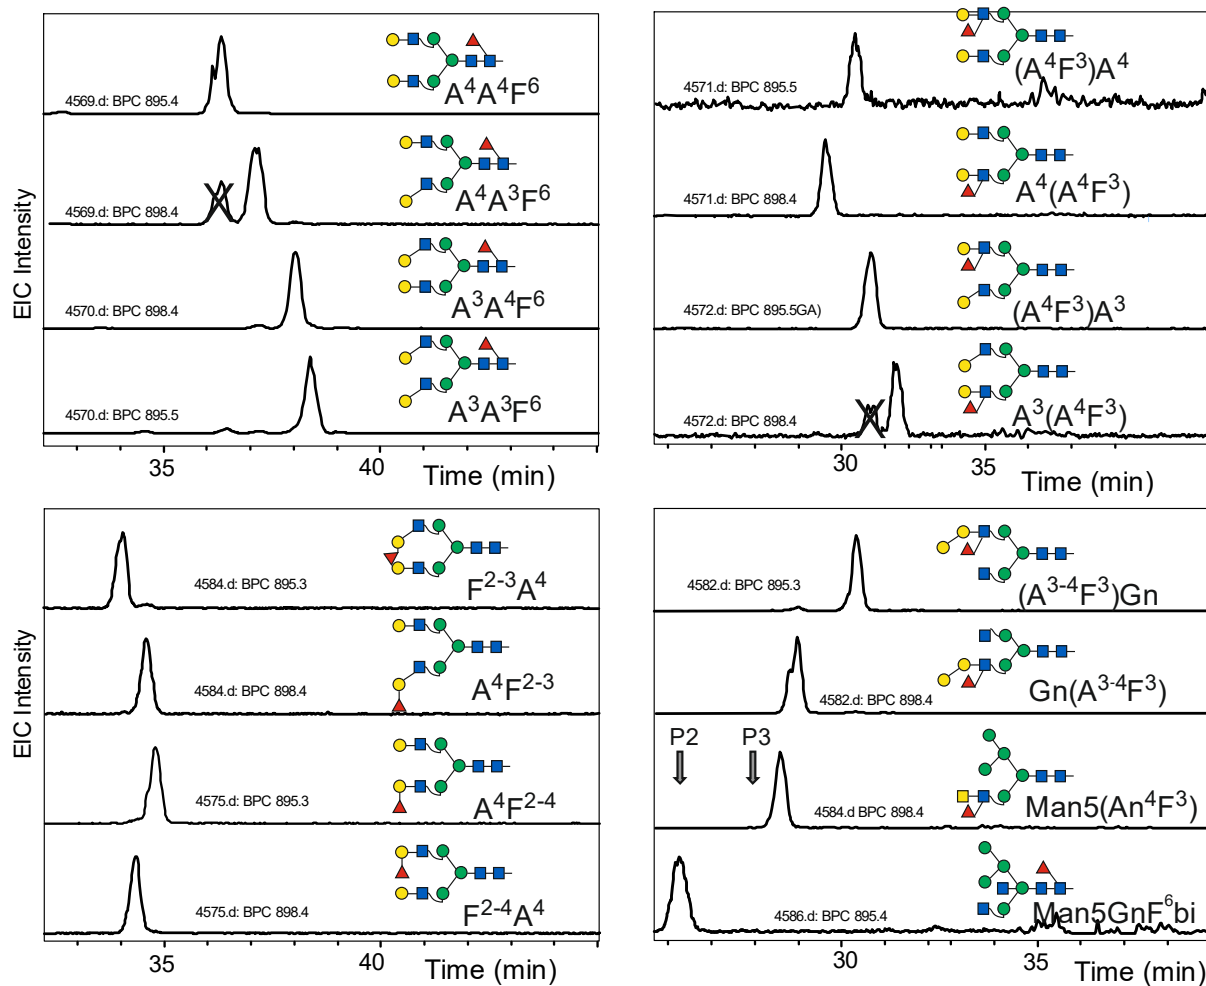 EIC Intensity
4569.d: BPC 895.4
A⁴A⁴F⁶
4569.d: BPC 898.4
A⁴A³F⁶
4570.d: BPC 898.4
A³A⁴F⁶
4570.d: BPC 895.5
A³A³F⁶
35
40
Time (min)
4571.d: BPC 895.5
(A⁴F³)A⁴
4571.d: BPC 898.4
A⁴(A⁴F³)
4572.d: BPC 895.5GA)
(A⁴F³)A³
4572.d: BPC 898.4
A³(A⁴F³)
30
35
Time (min)
EIC Intensity
4584.d: BPC 895.3
F²⁻³A⁴
4584.d: BPC 898.4
A⁴F²⁻³
4575.d: BPC 895.3
A⁴F²⁻⁴
4575.d: BPC 898.4
F²⁻⁴A⁴
35
40
Time (min)
4582.d: BPC 895.3
(A³⁻⁴F³)Gn
4582.d: BPC 898.4
Gn(A³⁻⁴F³)
P2 P3
4584.d BPC 898.4
Man5(An⁴F³)
4586.d: BPC 895.4
Man5GnF⁶bi
30
35
Time (min)